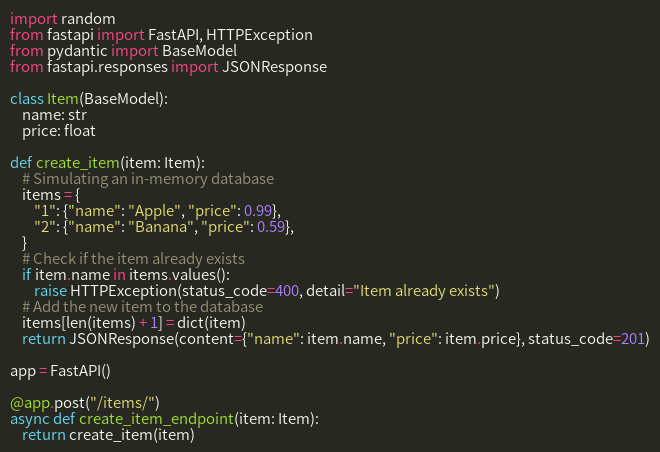 import random
from fastapi import FastAPI, HTTPException
from pydantic import BaseModel
from fastapi.responses import JSONResponse

class Item(BaseModel):
    name: str
    price: float

def create_item(item: Item):
    # Simulating an in-memory database
    items = {
        "1": {"name": "Apple", "price": 0.99},
        "2": {"name": "Banana", "price": 0.59},
    }
    # Check if the item already exists
    if item.name in items.values():
        raise HTTPException(status_code=400, detail="Item already exists")
    # Add the new item to the database
    items[len(items) + 1] = dict(item)
    return JSONResponse(content={"name": item.name, "price": item.price}, status_code=201)

app = FastAPI()

@app.post("/items/")
async def create_item_endpoint(item: Item):
    return create_item(item)